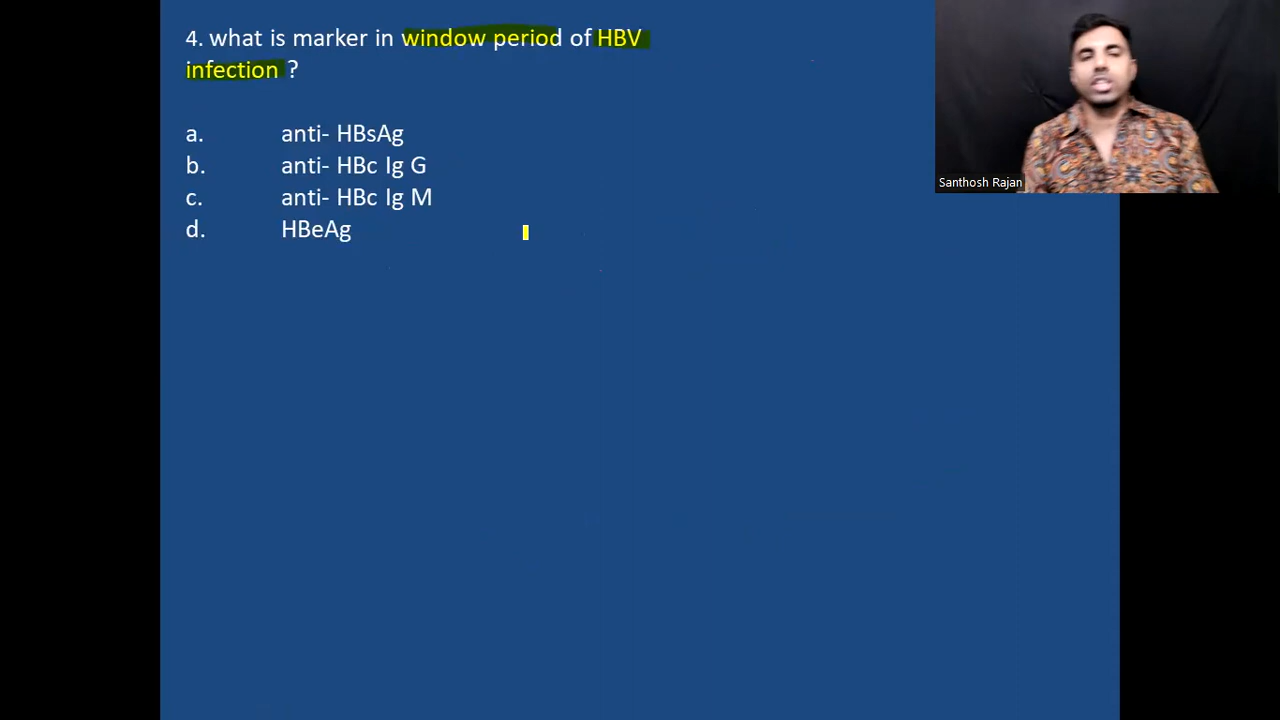 4. what is marker in window period of HBV
infection ?
a. anti- HBsAg
b. anti- HBc Ig G
c. anti- HBc Ig M
d. HBeAg
Santhosh Rajan